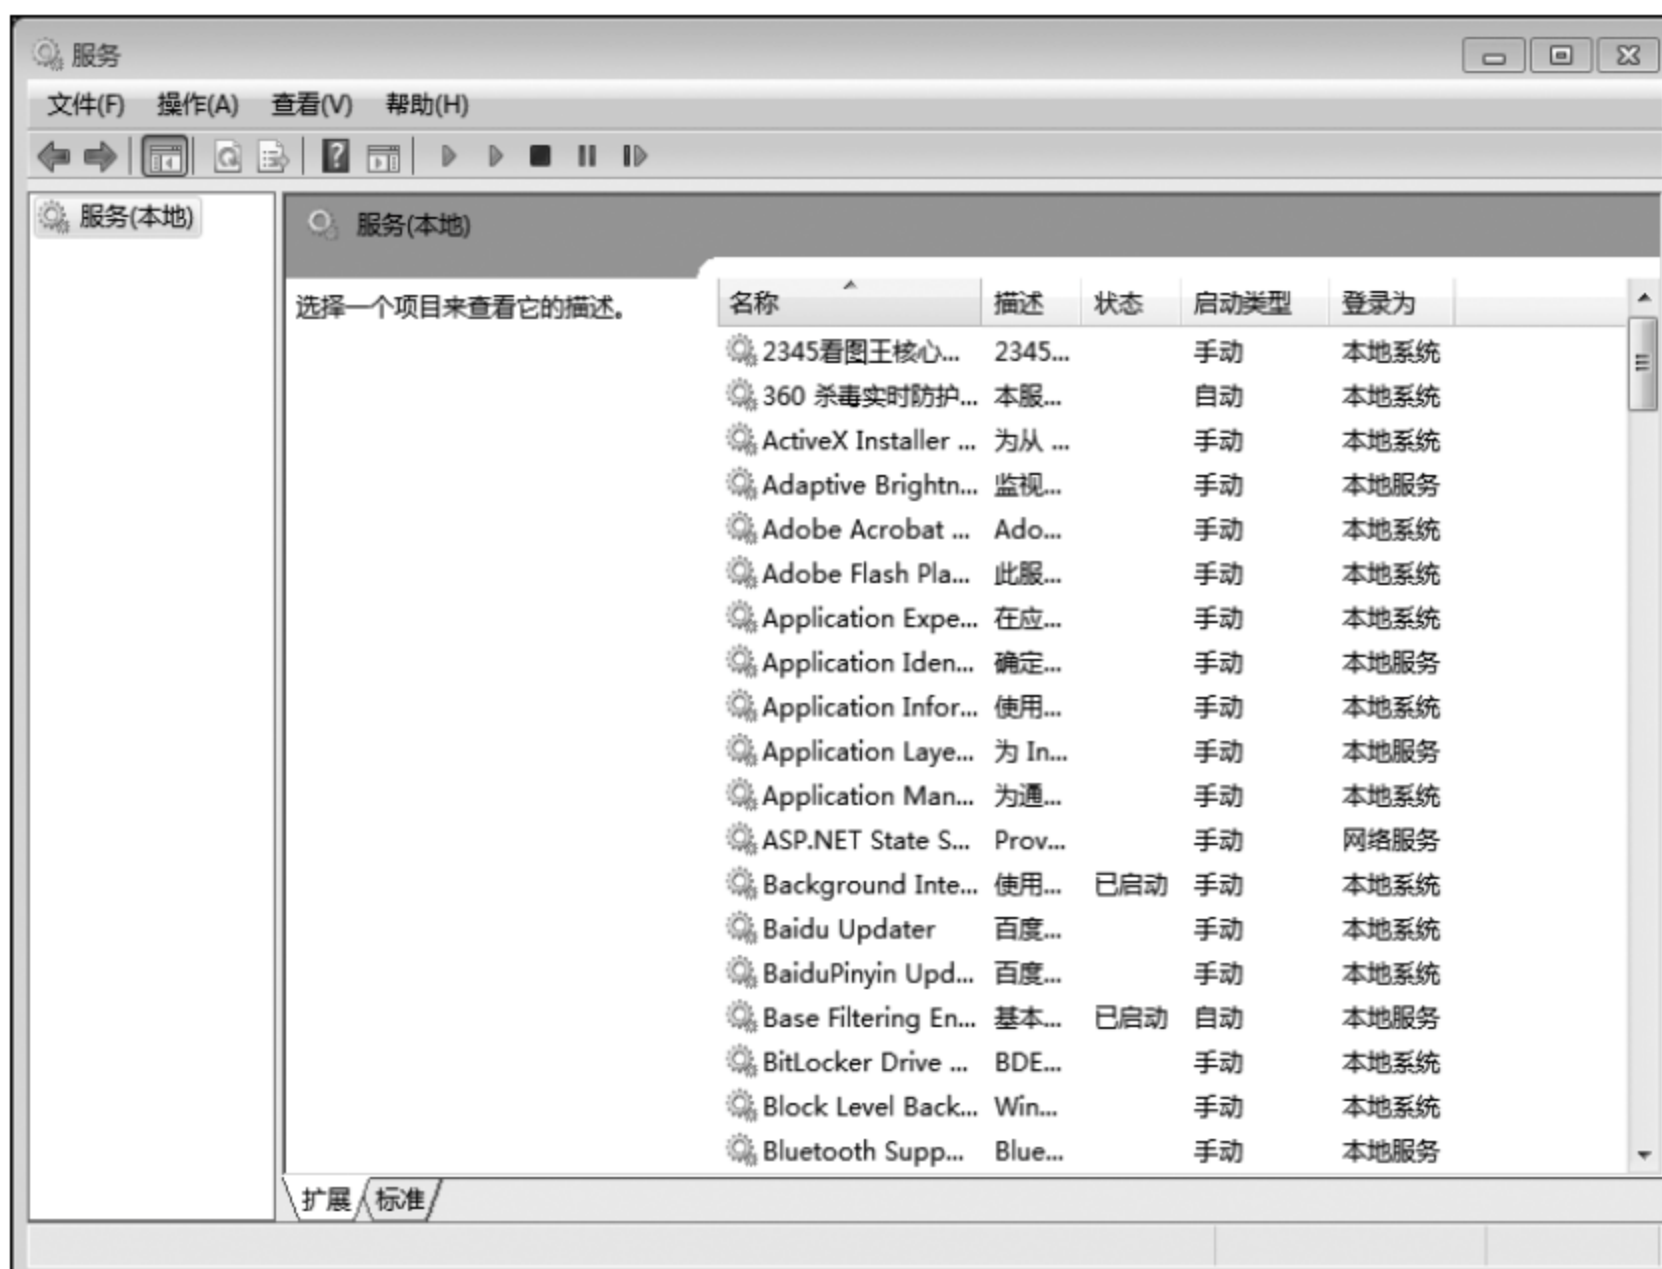 服务
文件(F) 操作(A) 查看(V) 帮助(H)
服务(本地)
服务(本地)
选择一个项目来查看它的描述。
名称 描述 状态 启动类型 登录为
2345看图王核心... 2345... 手动 本地系统
360 杀毒实时防护... 本服... 自动 本地系统
ActiveX Installer ... 为从 ... 手动 本地系统
Adaptive Brightn... 监视... 手动 本地服务
Adobe Acrobat ... Ado... 手动 本地系统
Adobe Flash Pla... 此服... 手动 本地系统
Application Expe... 在应... 手动 本地系统
Application Iden... 确定... 手动 本地服务
Application Infor... 使用... 手动 本地系统
Application Laye... 为 In... 手动 本地服务
Application Man... 为通... 手动 本地系统
ASP.NET State S... Prov... 手动 网络服务
Background Inte... 使用... 已启动 手动 本地系统
Baidu Updater 百度... 手动 本地系统
BaiduPinyin Upd... 百度... 手动 本地系统
Base Filtering En... 基本... 已启动 自动 本地服务
BitLocker Drive ... BDE... 手动 本地系统
Block Level Back... Win... 手动 本地系统
Bluetooth Supp... Blue... 手动 本地服务
扩展 标准